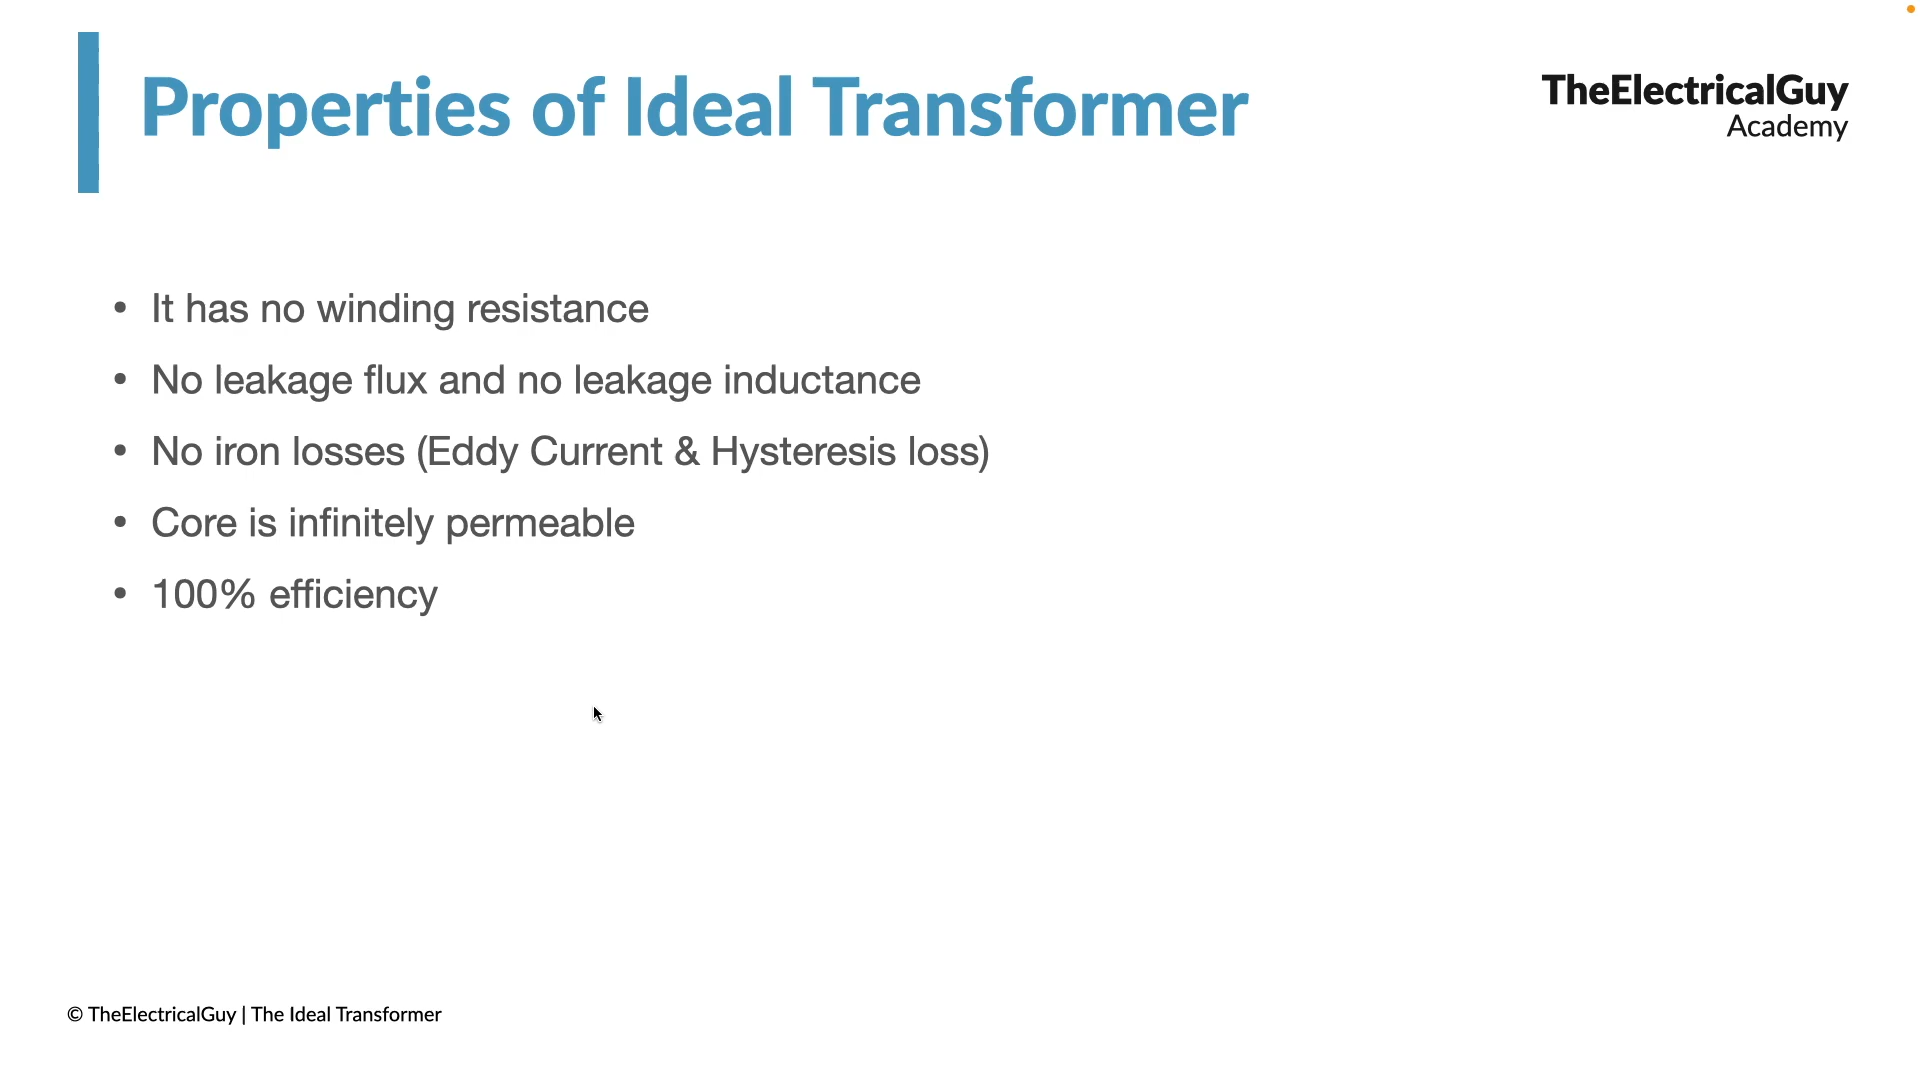 Properties of Ideal Transformer
TheElectricalGuy
Academy
• It has no winding resistance
• No leakage flux and no leakage inductance
• No iron losses (Eddy Current & Hysteresis loss)
• Core is infinitely permeable
• 100% efficiency
© TheElectricalGuy | The Ideal Transformer